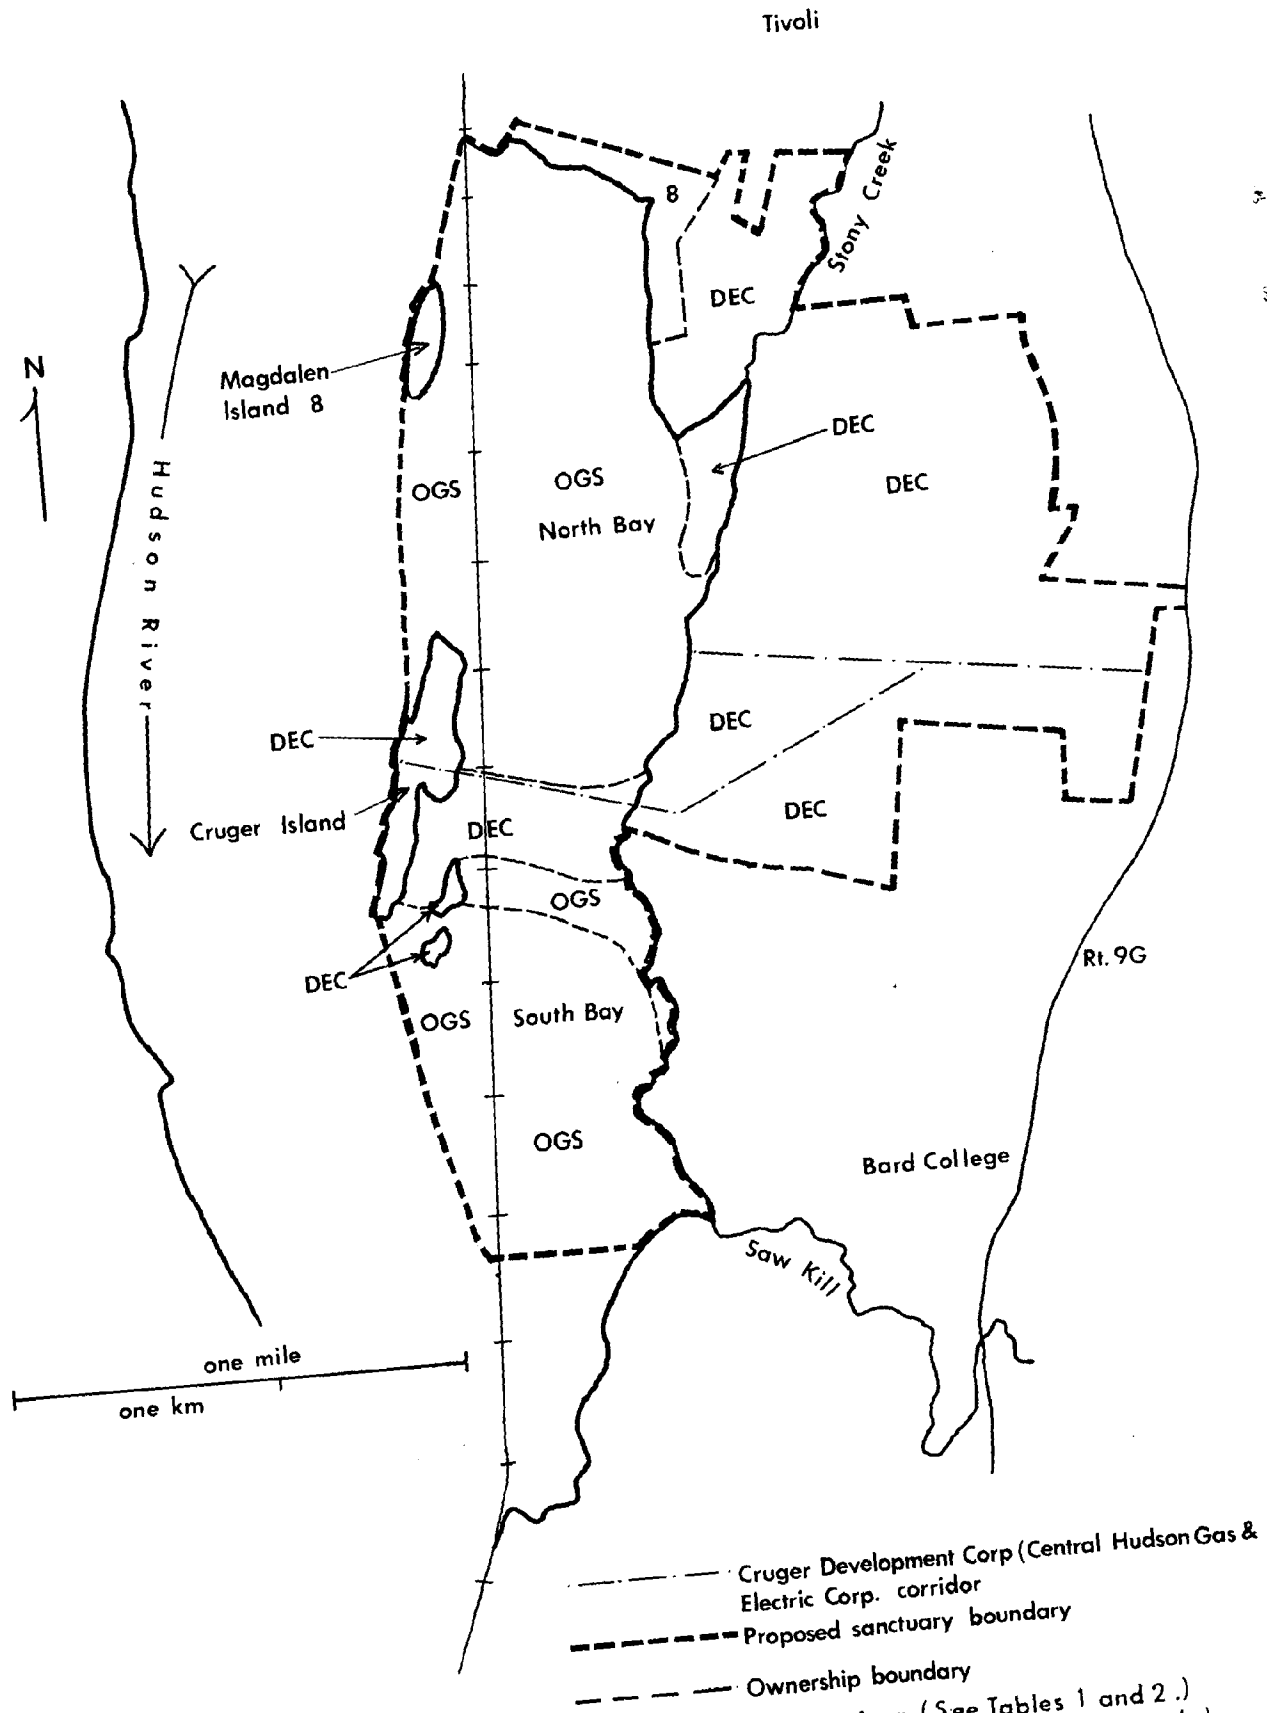 Tivoli
Stony Creek
8
DEC
N
Magdalen
Island 8
DEC
OGS
OGS
DEC
North Bay
Hudson River
DEC
DEC
Cruger Island
DEC
DEC
OGS
Rt. 9G
DEC
OGS
South Bay
OGS
Bard College
Saw Kill
one mile
one km
Cruger Development Corp (Central Hudson Gas &
Electric Corp. corridor
Proposed sanctuary boundary
Ownership boundary
(See Tables 1 and 2.)